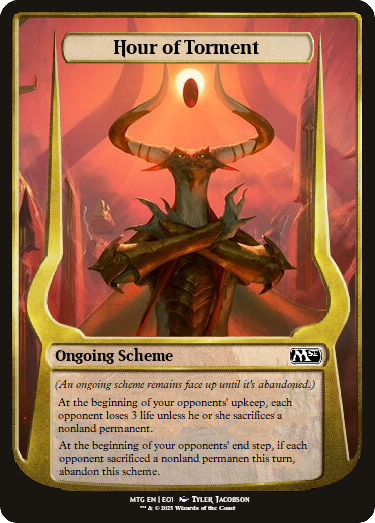 Hour of Torment
Ongoing Scheme
(An ongoing scheme remains face up until it's abandoned.)
At the beginning of your opponents' upkeep, each
opponent loses 3 life unless he or she sacrifices a
nonland permanent.
At the beginning of your opponents' end step, if each
opponent sacrificed a nonland permanen this turn,
abandon this scheme.
MTG EN | E01 Tyler Jacobson
™ & © 2023 Wizards of the Coast